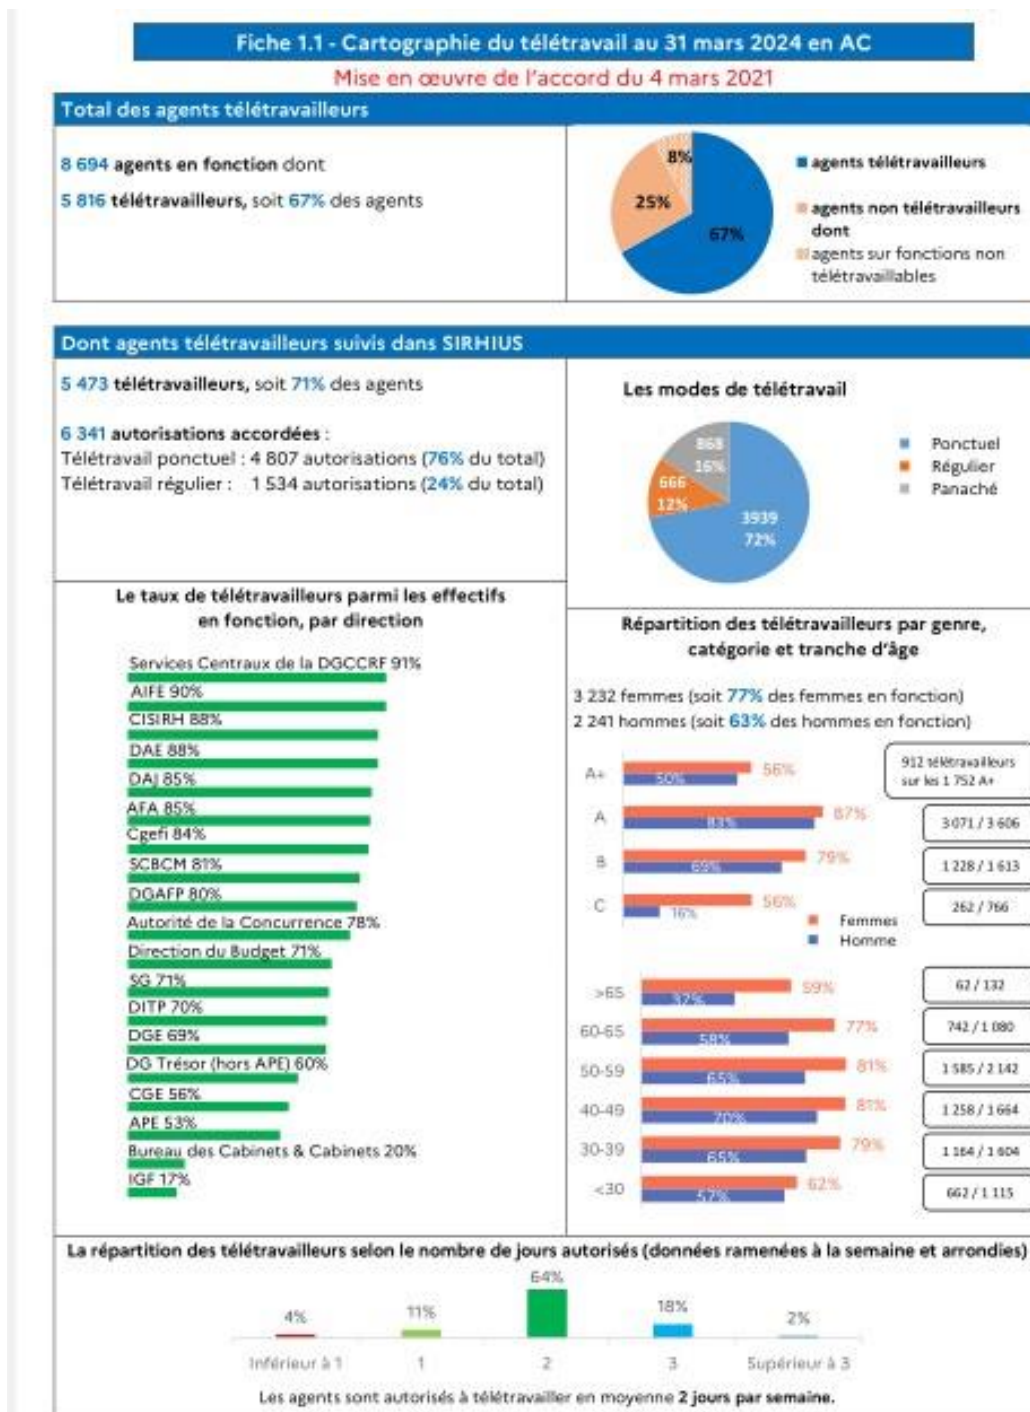 Fiche 1.1 - Cartographie du télétravail au 31 mars 2024 en AC
Mise en œuvre de l'accord du 4 mars 2021
Total des agents télétravailleurs
8 694 agents en fonction dont
5 816 télétravailleurs, soit 67% des agents
8%
25%
67%
agents télétravailleurs
agents non télétravailleurs
dont
agents sur fonctions non
télétravaillables
Dont agents télétravailleurs suivis dans SIRHIUS
5 473 télétravailleurs, soit 71% des agents
6 341 autorisations accordées :
Télétravail ponctuel : 4 807 autorisations (76% du total)
Télétravail régulier : 1 534 autorisations (24% du total)
Les modes de télétravail
868
16%
666
12%
3939
72%
Ponctuel
Régulier
Panaché
Le taux de télétravailleurs parmi les effectifs
en fonction, par direction
Services Centraux de la DGCCRF 91%
AIFE 90%
CISIRH 88%
DAE 88%
DAJ 85%
AFA 85%
Cgefi 84%
SCBCM 81%
DGAFP 80%
Autorité de la Concurrence 78%
Direction du Budget 71%
SG 71%
DITP 70%
DGE 69%
DG Trésor (hors APE) 60%
CGE 56%
APE 53%
Bureau des Cabinets & Cabinets 20%
IGF 17%
Répartition des télétravailleurs par genre,
catégorie et tranche d'âge
3 232 femmes (soit 77% des femmes en fonction)
2 241 hommes (soit 63% des hommes en fonction)
A+ 56%
50%
912 télétravailleurs
sur les 1 752 A+
A 87%
83%
3 071 / 3 606
B 79%
69%
1 228 / 1 613
C 56%
16%
262 / 766
Femmes
Homme
>65 59%
37%
62 / 132
60-65 77%
58%
742 / 1 080
50-59 81%
65%
1 585 / 2 142
40-49 81%
70%
1 258 / 1 664
30-39 79%
65%
1 164 / 1 604
<30 62%
57%
662 / 1 115
La répartition des télétravailleurs selon le nombre de jours autorisés (données ramenées à la semaine et arrondies)
4% 11% 64% 18% 2%
Inférieur à 1 1 2 3 Supérieur à 3
Les agents sont autorisés à télétravailler en moyenne 2 jours par semaine.